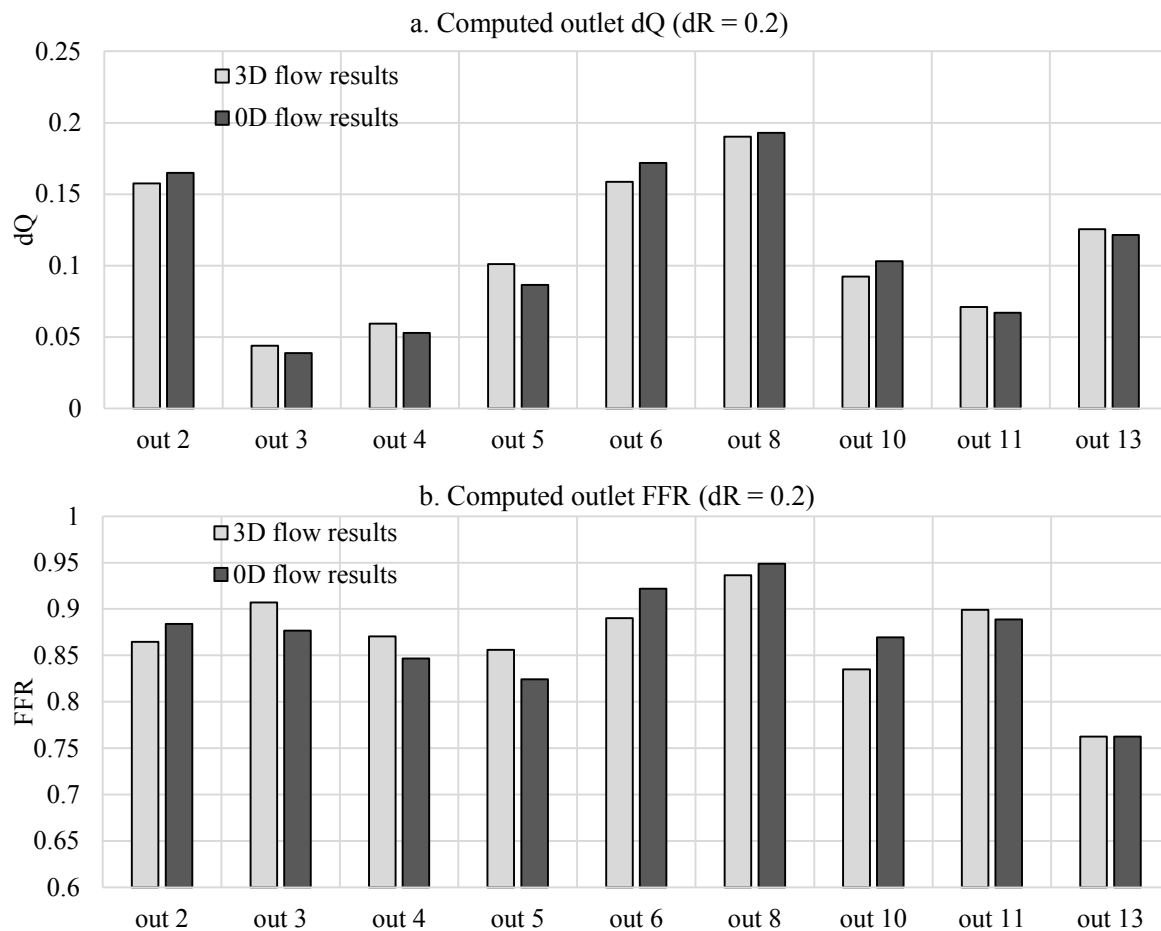 a. Computed outlet dQ (dR = 0.2)
0.25
3D flow results
0.2
0D flow results
0.15
dQ
0.1
0.05
0
out 2 out 3 out 4 out 5 out 6 out 8 out 10 out 11 out 13
b. Computed outlet FFR (dR = 0.2)
1
3D flow results
0.95
0D flow results
0.9
0.85
0.8
FFR
0.75
0.7
0.65
0.6
out 2 out 3 out 4 out 5 out 6 out 8 out 10 out 11 out 13